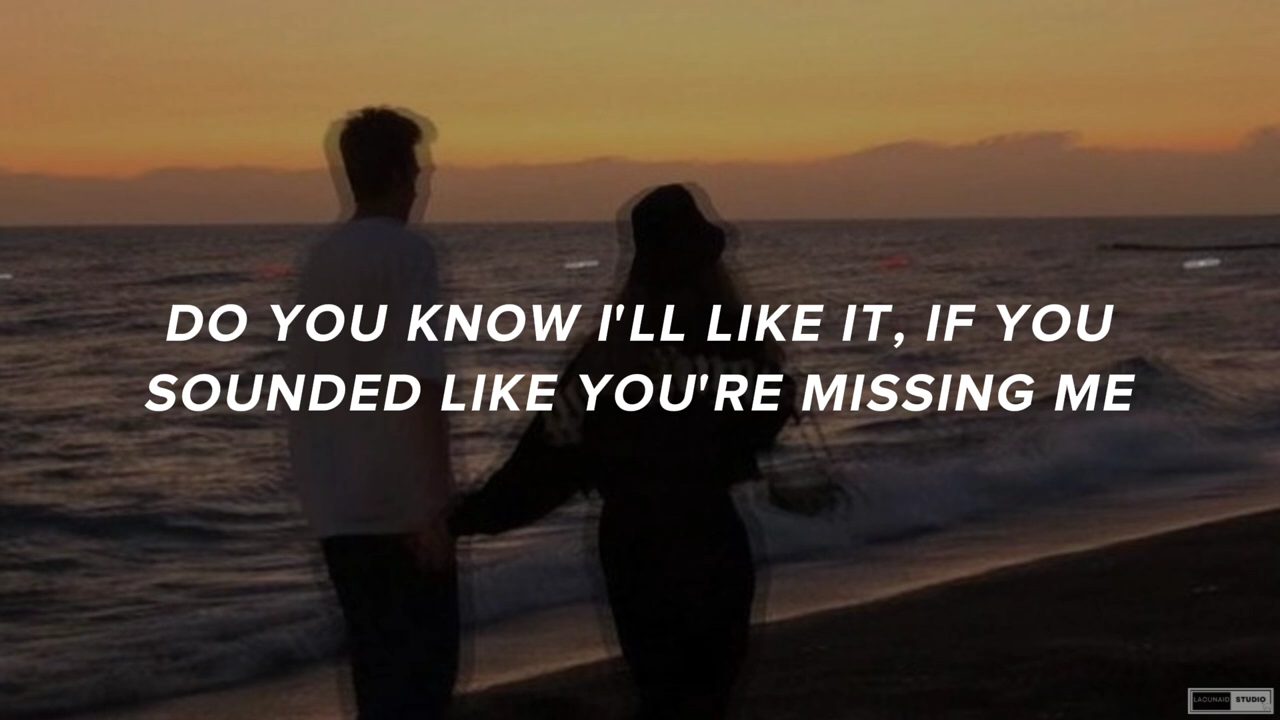 DO YOU KNOW I'LL LIKE IT, IF YOU
SOUNDED LIKE YOU'RE MISSING ME
LACUNAID STUDIO